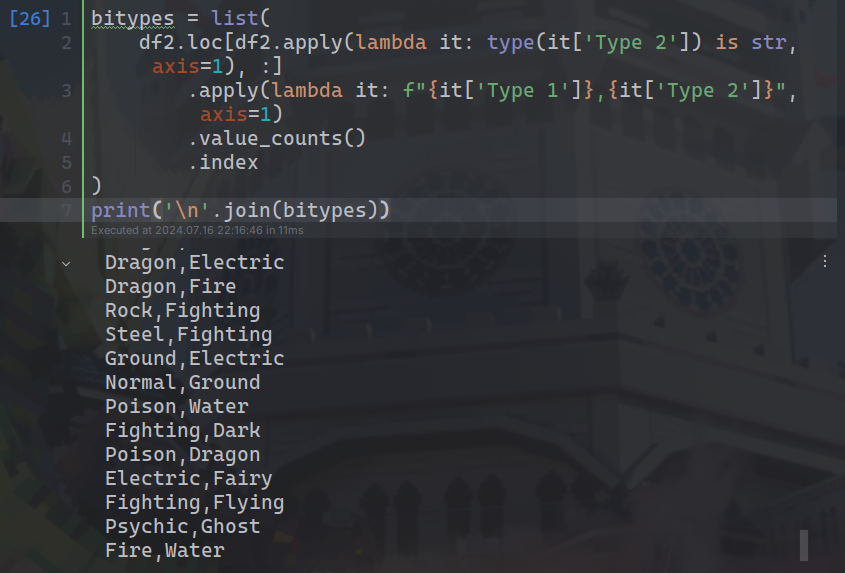 [26] 1 bitypes = list(
2 df2.loc[df2.apply(lambda it: type(it['Type 2']) is str,
axis=1), :]
3 .apply(lambda it: f"{it['Type 1']},{it['Type 2']}",
axis=1)
4 .value_counts()
5 .index
6 )
7 print('\n'.join(bitypes))
Executed at 2024.07.16 22:16:46 in 11ms
Dragon,Electric
Dragon,Fire
Rock,Fighting
Steel,Fighting
Ground,Electric
Normal,Ground
Poison,Water
Fighting,Dark
Poison,Dragon
Electric,Fairy
Fighting,Flying
Psychic,Ghost
Fire,Water